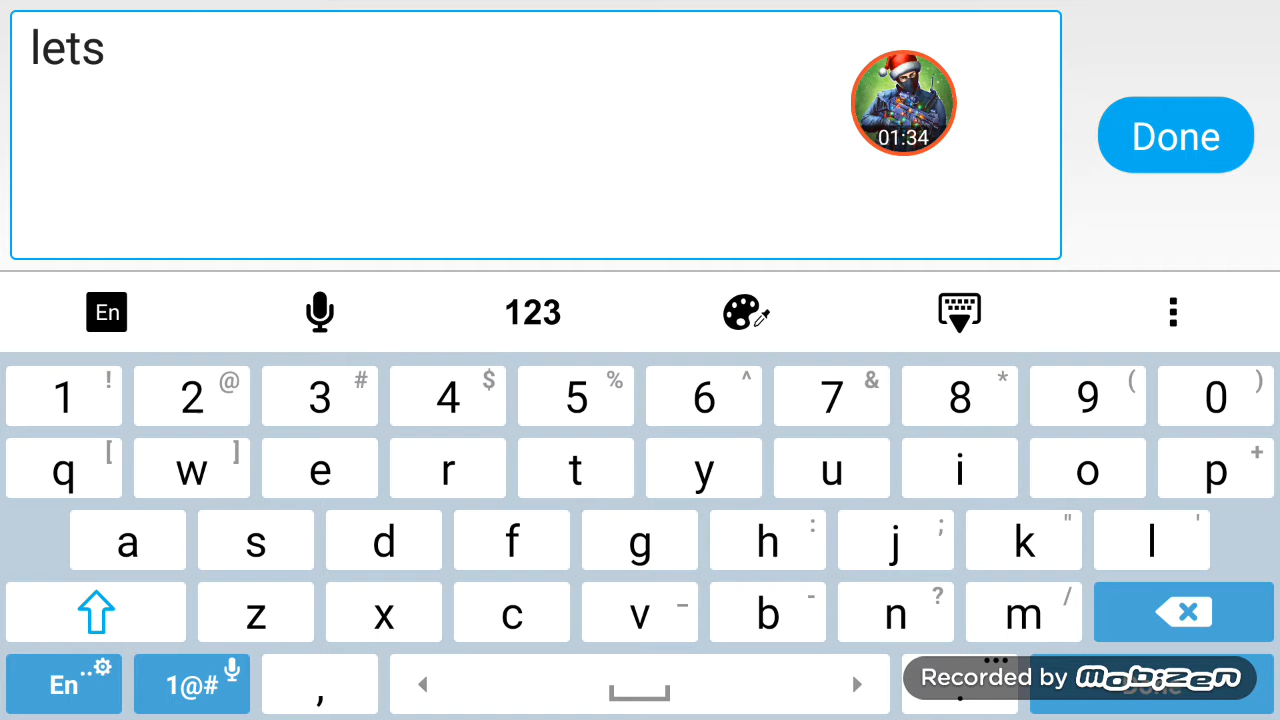 lets
01:34
Done
En
123
1 ! 2 @ 3 # 4 $ 5 % 6 ^ 7 & 8 * 9 ( 0 )
q [ w ] e r t y u i o p +
a s d f g h : j ; k " l '
z x c v _ b - n ? m /
En 1@# , . Done
Recorded by mobizen